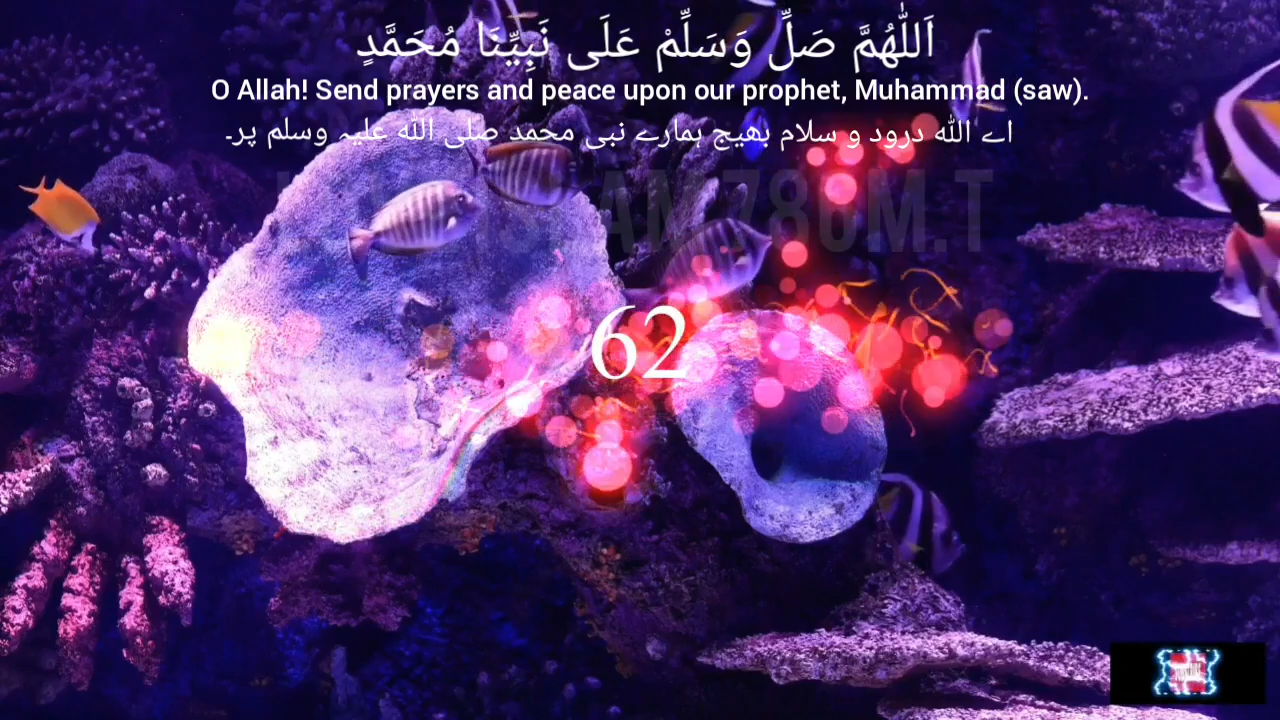 اَللّٰهُمَّ صَلِّ وَسَلِّمْ عَلَى نَبِيِّنَا مُحَمَّدٍ
O Allah! Send prayers and peace upon our prophet, Muhammad (saw).
اے اللہ درود و سلام بھیج ہمارے نبی محمد صلی اللہ علیہ وسلم پر۔
62